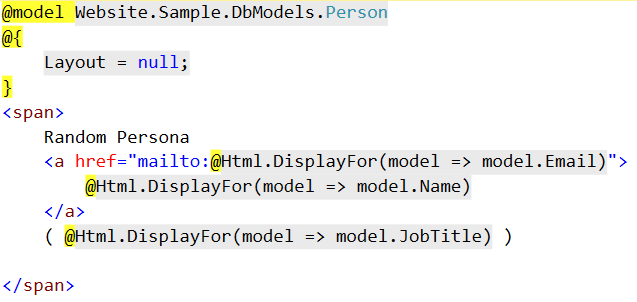 @model Website.Sample.DbModels.Person
@{
    Layout = null;
}
<span>
    Random Persona
    <a href="mailto:@Html.DisplayFor(model => model.Email)">
        @Html.DisplayFor(model => model.Name)
    </a>
    ( @Html.DisplayFor(model => model.JobTitle) )
</span>